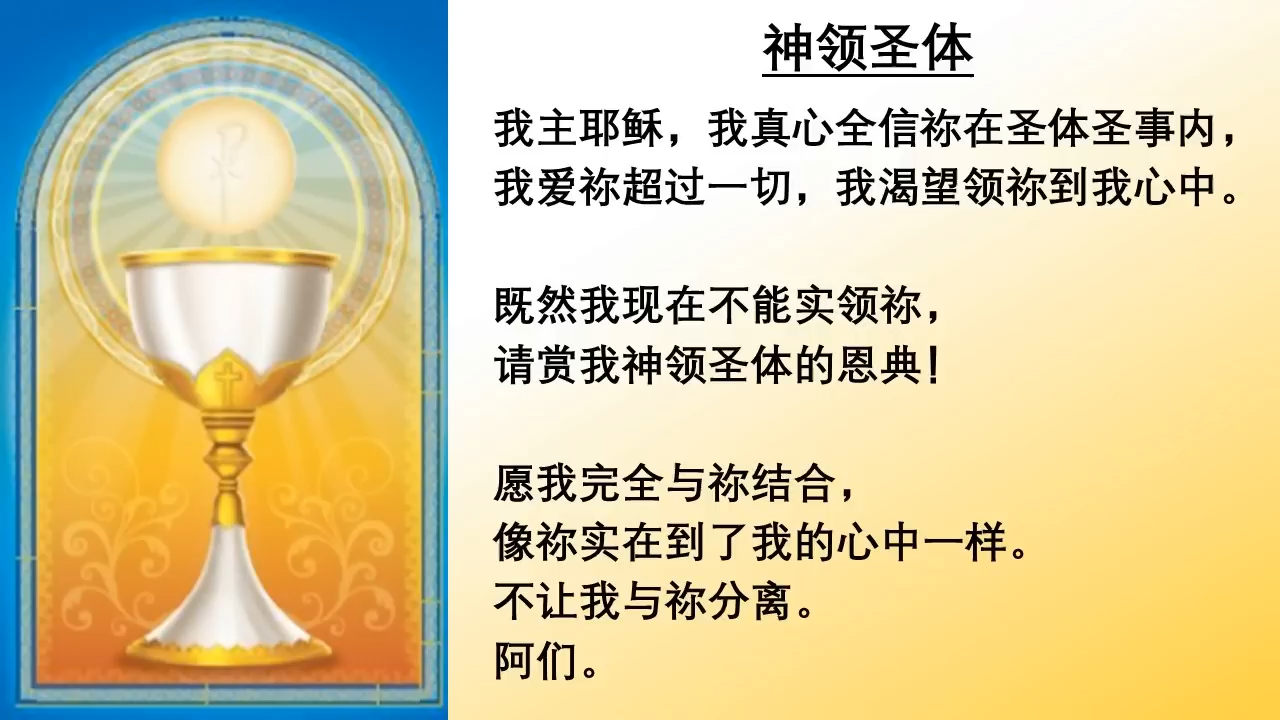 神领圣体
我主耶稣，我真心全信祢在圣体圣事内，
我爱祢超过一切，我渴望领祢到我心中。
既然我现在不能实领祢，
请赏我神领圣体的恩典！
愿我完全与祢结合，
像祢实在到了我的心中一样。
不让我与祢分离。
阿们。